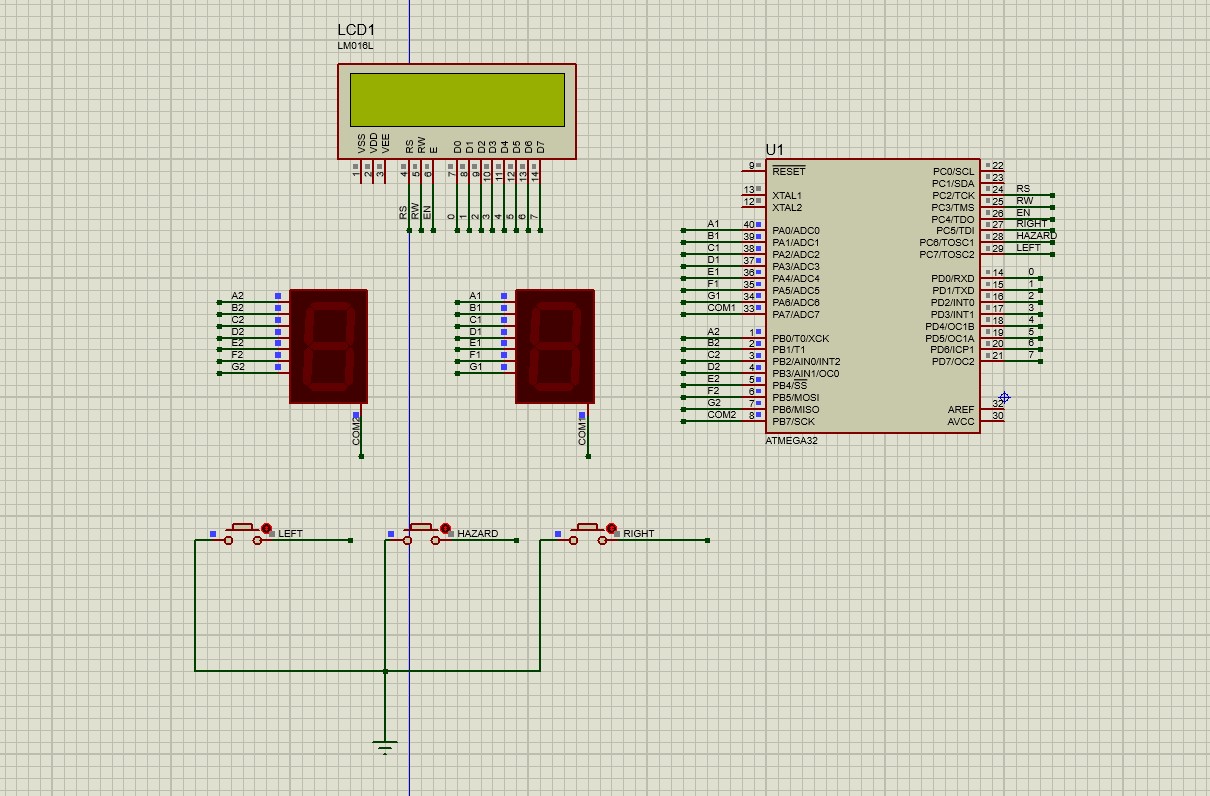 LCD1
LM016L
VSS VDD VEE RS RW E D0 D1 D2 D3 D4 D5 D6 D7
1 2 3 4 5 6 7 8 9 10 11 12 13 14
RS RW EN 0 1 2 3 4 5 6 7
A2
B2
C2
D2
E2
F2
G2
COM2
A1
B1
C1
D1
E1
F1
G1
COM1
U1
9 RESET
13 XTAL1
12 XTAL2
A1 40 PA0/ADC0
B1 39 PA1/ADC1
C1 38 PA2/ADC2
D1 37 PA3/ADC3
E1 36 PA4/ADC4
F1 35 PA5/ADC5
G1 34 PA6/ADC6
COM1 33 PA7/ADC7
A2 1 PB0/T0/XCK
B2 2 PB1/T1
C2 3 PB2/AIN0/INT2
D2 4 PB3/AIN1/OC0
E2 5 PB4/SS
F2 6 PB5/MOSI
G2 7 PB6/MISO
COM2 8 PB7/SCK
PC0/SCL 22
PC1/SDA 23
PC2/TCK 24 RS
PC3/TMS 25 RW
PC4/TDO 26 EN
PC5/TDI 27 RIGHT
PC6/TOSC1 28 HAZARD
PC7/TOSC2 29 LEFT
PD0/RXD 14 0
PD1/TXD 15 1
PD2/INT0 16 2
PD3/INT1 17 3
PD4/OC1B 18 4
PD5/OC1A 19 5
PD6/ICP1 20 6
PD7/OC2 21 7
AREF 32
AVCC 30
ATMEGA32
LEFT
HAZARD
RIGHT